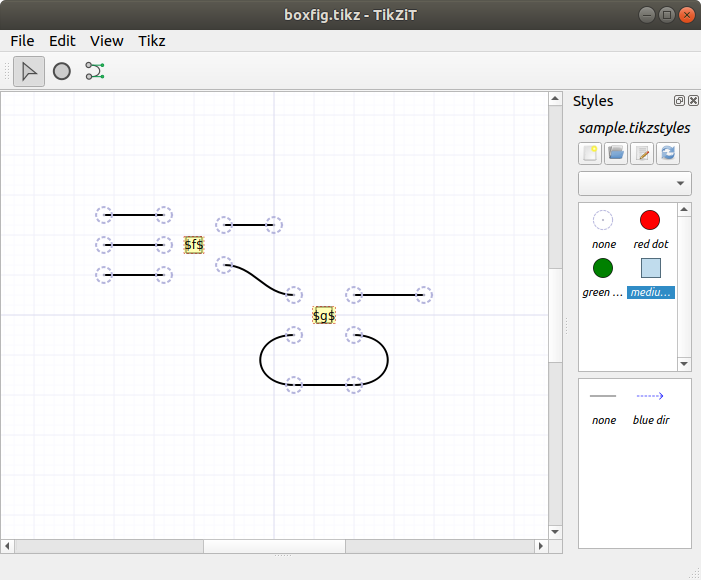 boxfig.tikz - TikZiT
File Edit View Tikz
Styles
sample.tikzstyles
none red dot
green ... mediu...
none blue dir
$f$
$g$